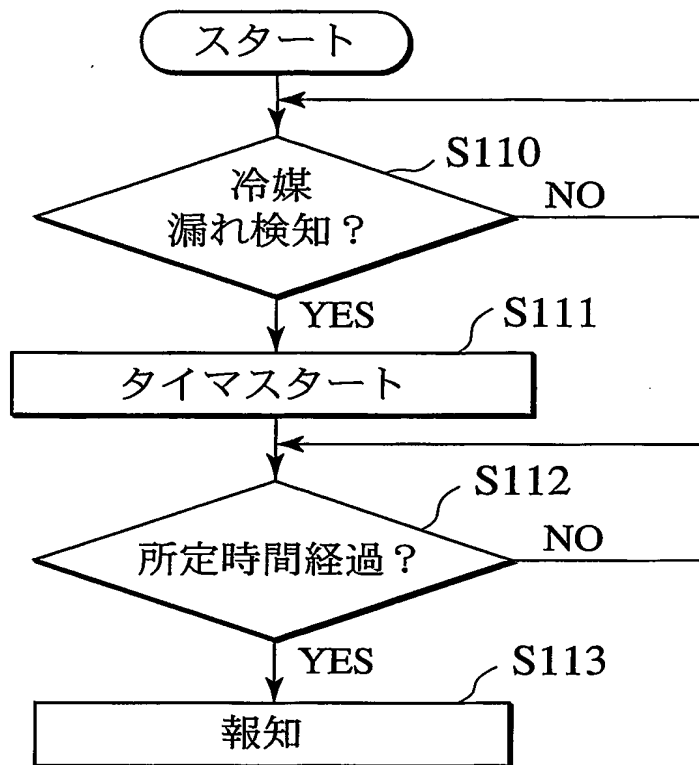 スタート
S110
冷媒
漏れ検知？
NO
YES
S111
タイマスタート
S112
所定時間経過？
NO
YES
S113
報知